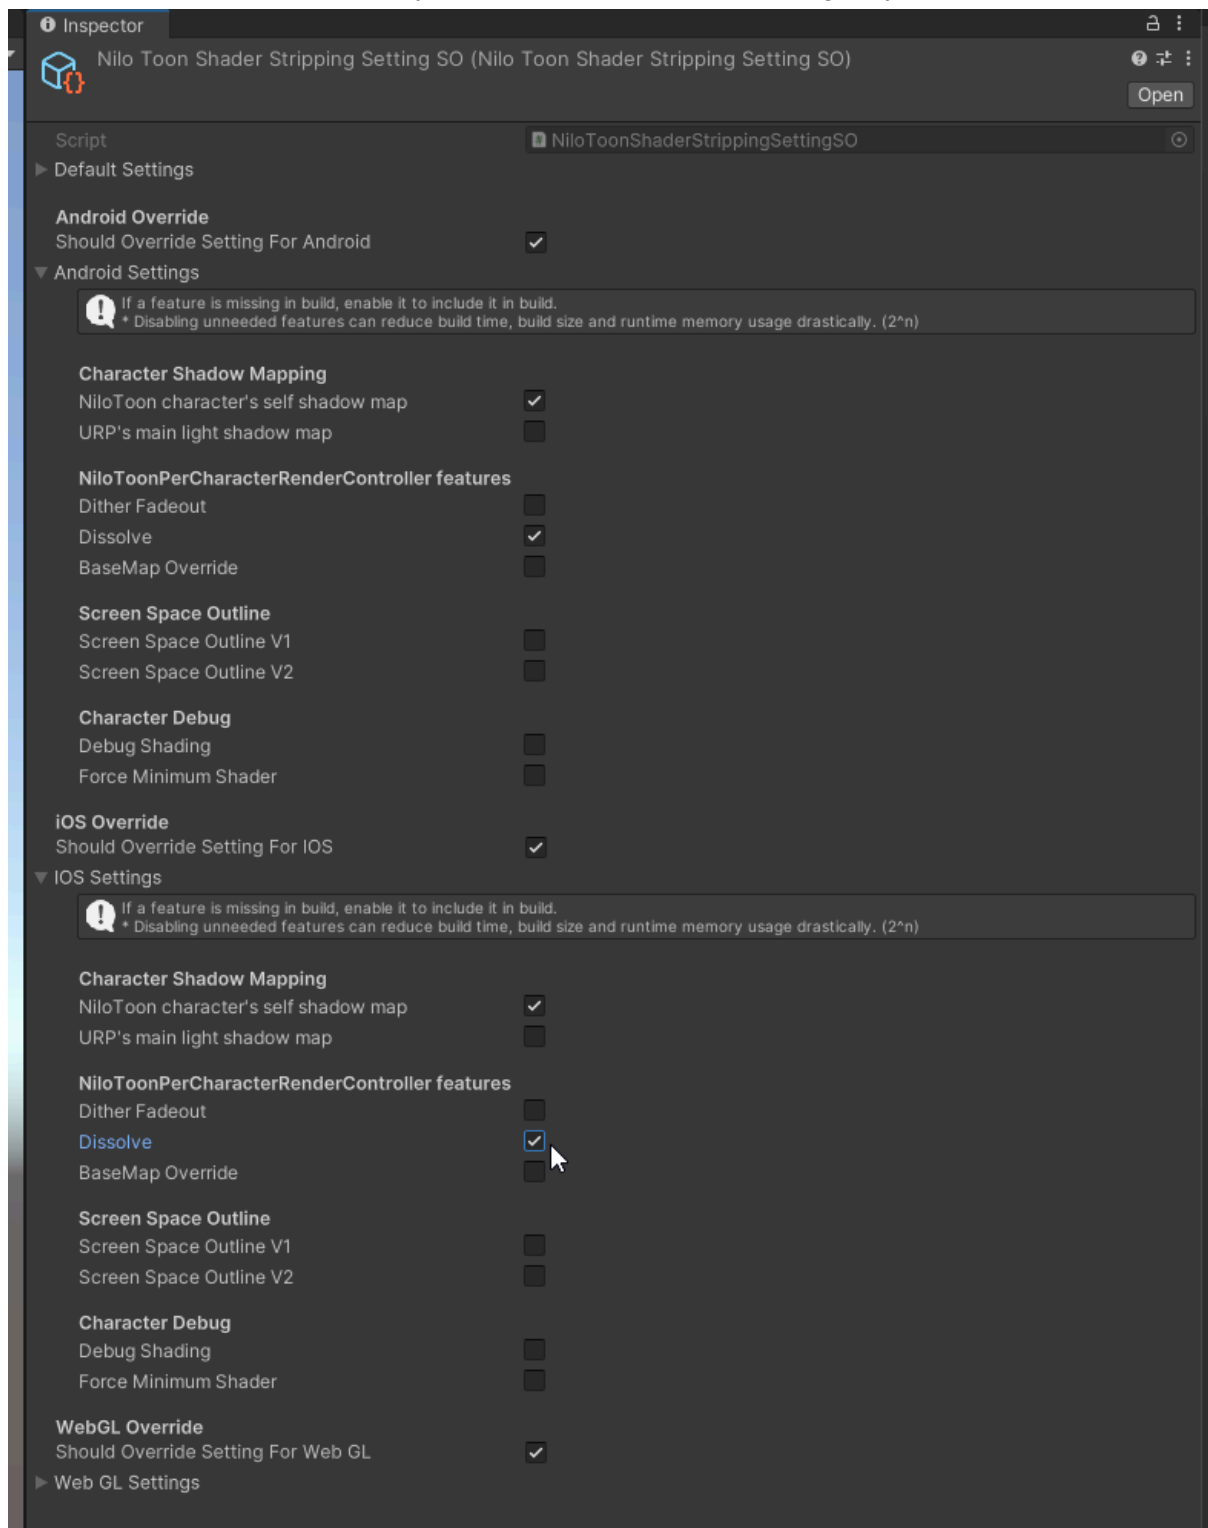 Inspector
Nilo Toon Shader Stripping Setting SO (Nilo Toon Shader Stripping Setting SO)
Open
Script NiloToonShaderStrippingSettingSO
Default Settings
Android Override
Should Override Setting For Android
Android Settings
If a feature is missing in build, enable it to include it in build.
* Disabling unneeded features can reduce build time, build size and runtime memory usage drastically. (2^n)
Character Shadow Mapping
NiloToon character's self shadow map
URP's main light shadow map
NiloToonPerCharacterRenderController features
Dither Fadeout
Dissolve
BaseMap Override
Screen Space Outline
Screen Space Outline V1
Screen Space Outline V2
Character Debug
Debug Shading
Force Minimum Shader
iOS Override
Should Override Setting For IOS
IOS Settings
If a feature is missing in build, enable it to include it in build.
* Disabling unneeded features can reduce build time, build size and runtime memory usage drastically. (2^n)
Character Shadow Mapping
NiloToon character's self shadow map
URP's main light shadow map
NiloToonPerCharacterRenderController features
Dither Fadeout
Dissolve
BaseMap Override
Screen Space Outline
Screen Space Outline V1
Screen Space Outline V2
Character Debug
Debug Shading
Force Minimum Shader
WebGL Override
Should Override Setting For Web GL
Web GL Settings